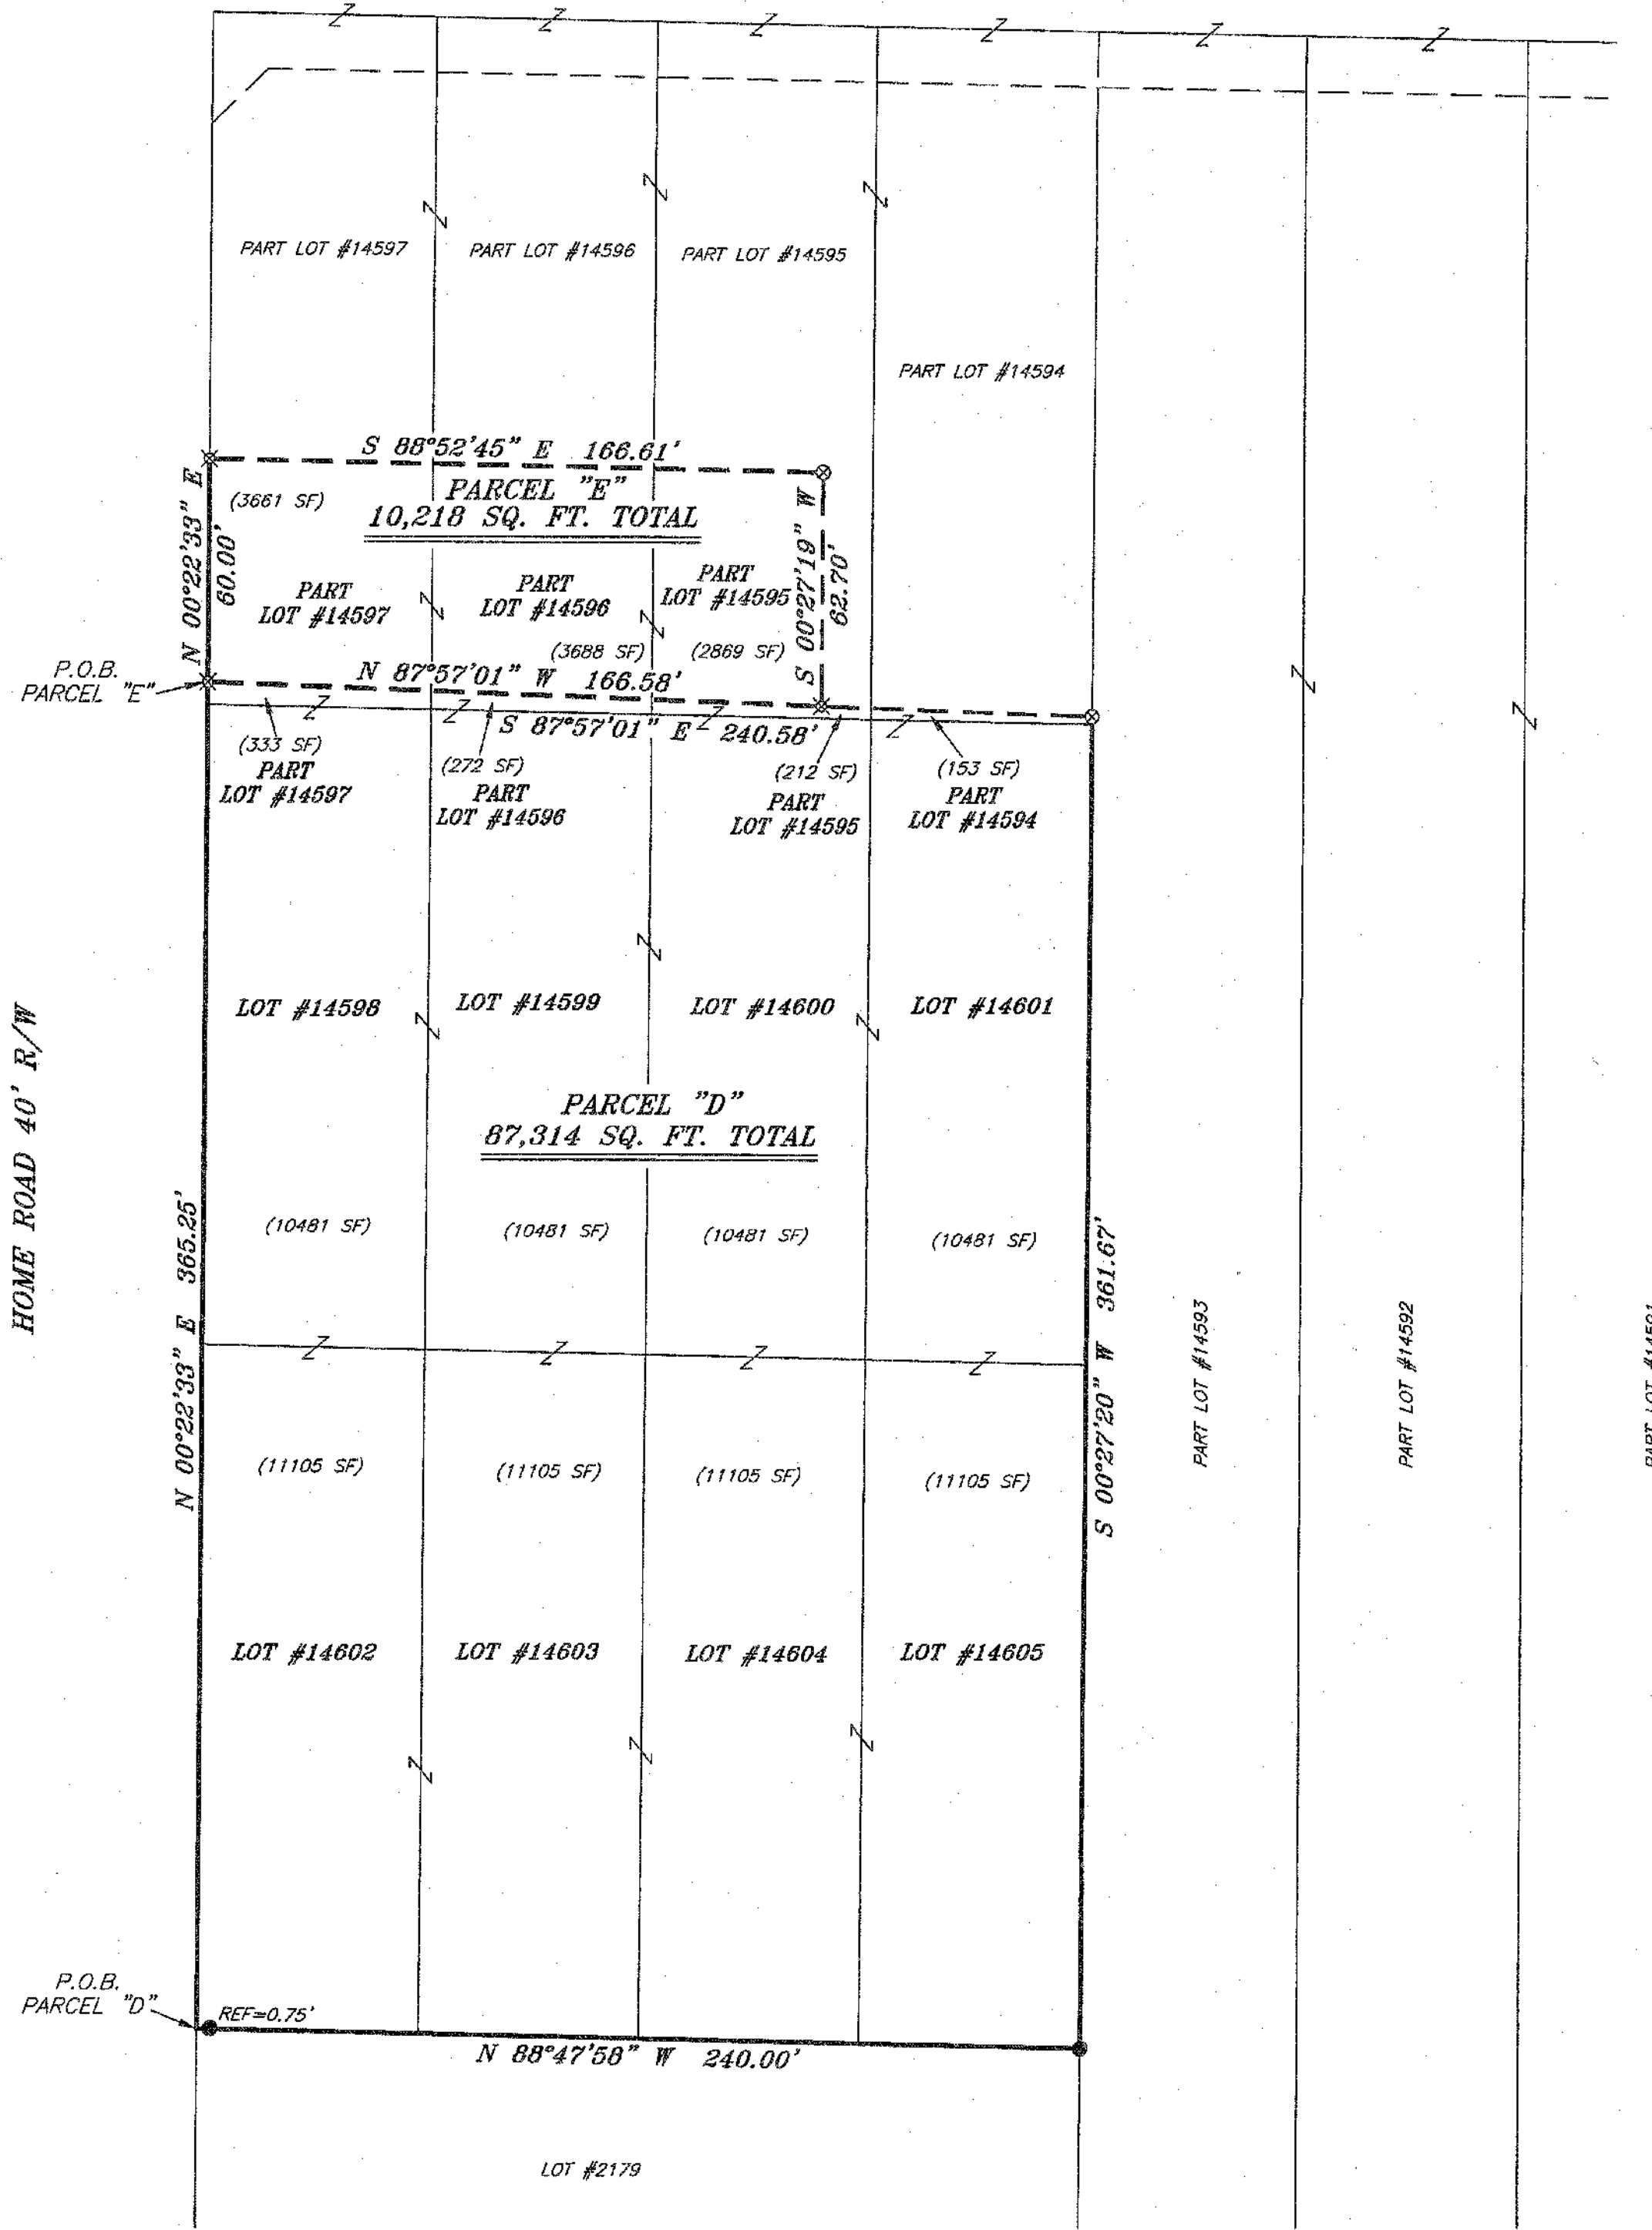 PART LOT #14597
PART LOT #14596
PART LOT #14595
PART LOT #14594
S 88°52'45" E 166.61'
(3661 SF)
PARCEL "E"
10,218 SQ. FT. TOTAL
N 00°22'33" E
60.00'
S 00°27'19" W
62.70'
PART
LOT #14597
PART
LOT #14596
PART
LOT #14595
(3688 SF)
(2869 SF)
P.O.B.
PARCEL "E"
N 87°57'01" W 166.58'
S 87°57'01" E 240.58'
(333 SF)
PART
LOT #14597
(272 SF)
PART
LOT #14596
(212 SF)
PART
LOT #14595
(153 SF)
PART
LOT #14594
LOT #14598
LOT #14599
LOT #14600
LOT #14601
HOME ROAD 40' R/W
PARCEL "D"
87,314 SQ. FT. TOTAL
(10481 SF)
(10481 SF)
(10481 SF)
(10481 SF)
N 00°22'33" E 365.25'
S 00°27'20" W 361.67'
PART LOT #14593
PART LOT #14592
PART LOT #14591
(11105 SF)
(11105 SF)
(11105 SF)
(11105 SF)
LOT #14602
LOT #14603
LOT #14604
LOT #14605
P.O.B.
PARCEL "D"
REF=0.75'
N 88°47'58" W 240.00'
LOT #2179